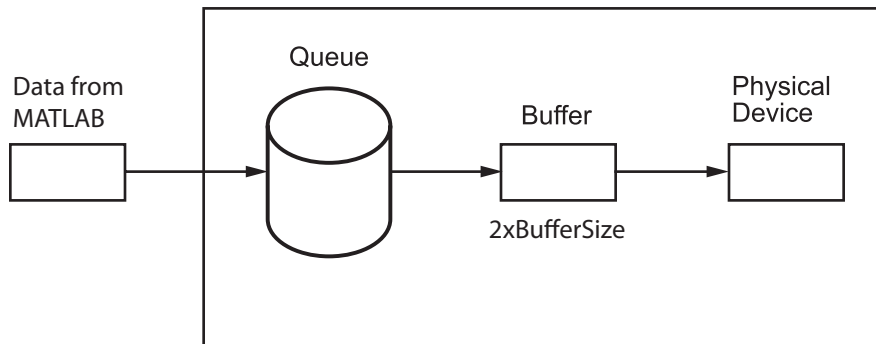 Data from
MATLAB
Queue
Buffer
2xBufferSize
Physical
Device